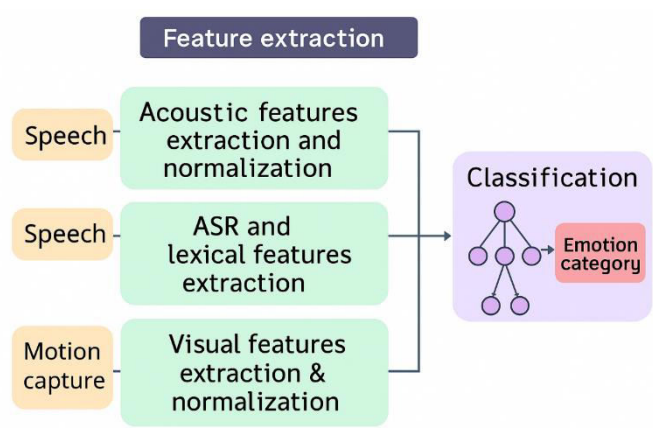 Feature extraction
Speech
Acoustic features
extraction and
normalization
Speech
ASR and
lexical features
extraction
Motion
capture
Visual features
extraction &
normalization
Classification
Emotion
category